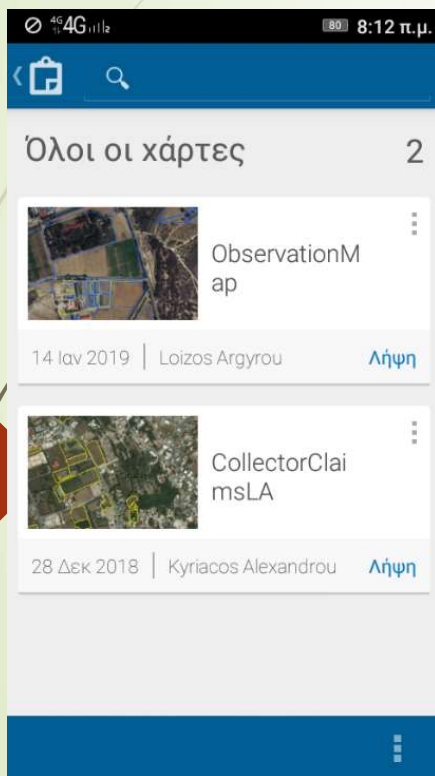 4G 4G 80 8:12 π.μ.
Όλοι οι χάρτες 2
ObservationM
ap
14 Ιαν 2019 Loizos Argyrou Λήψη
CollectorClai
msLA
28 Δεκ 2018 Kyriacos Alexandrou Λήψη